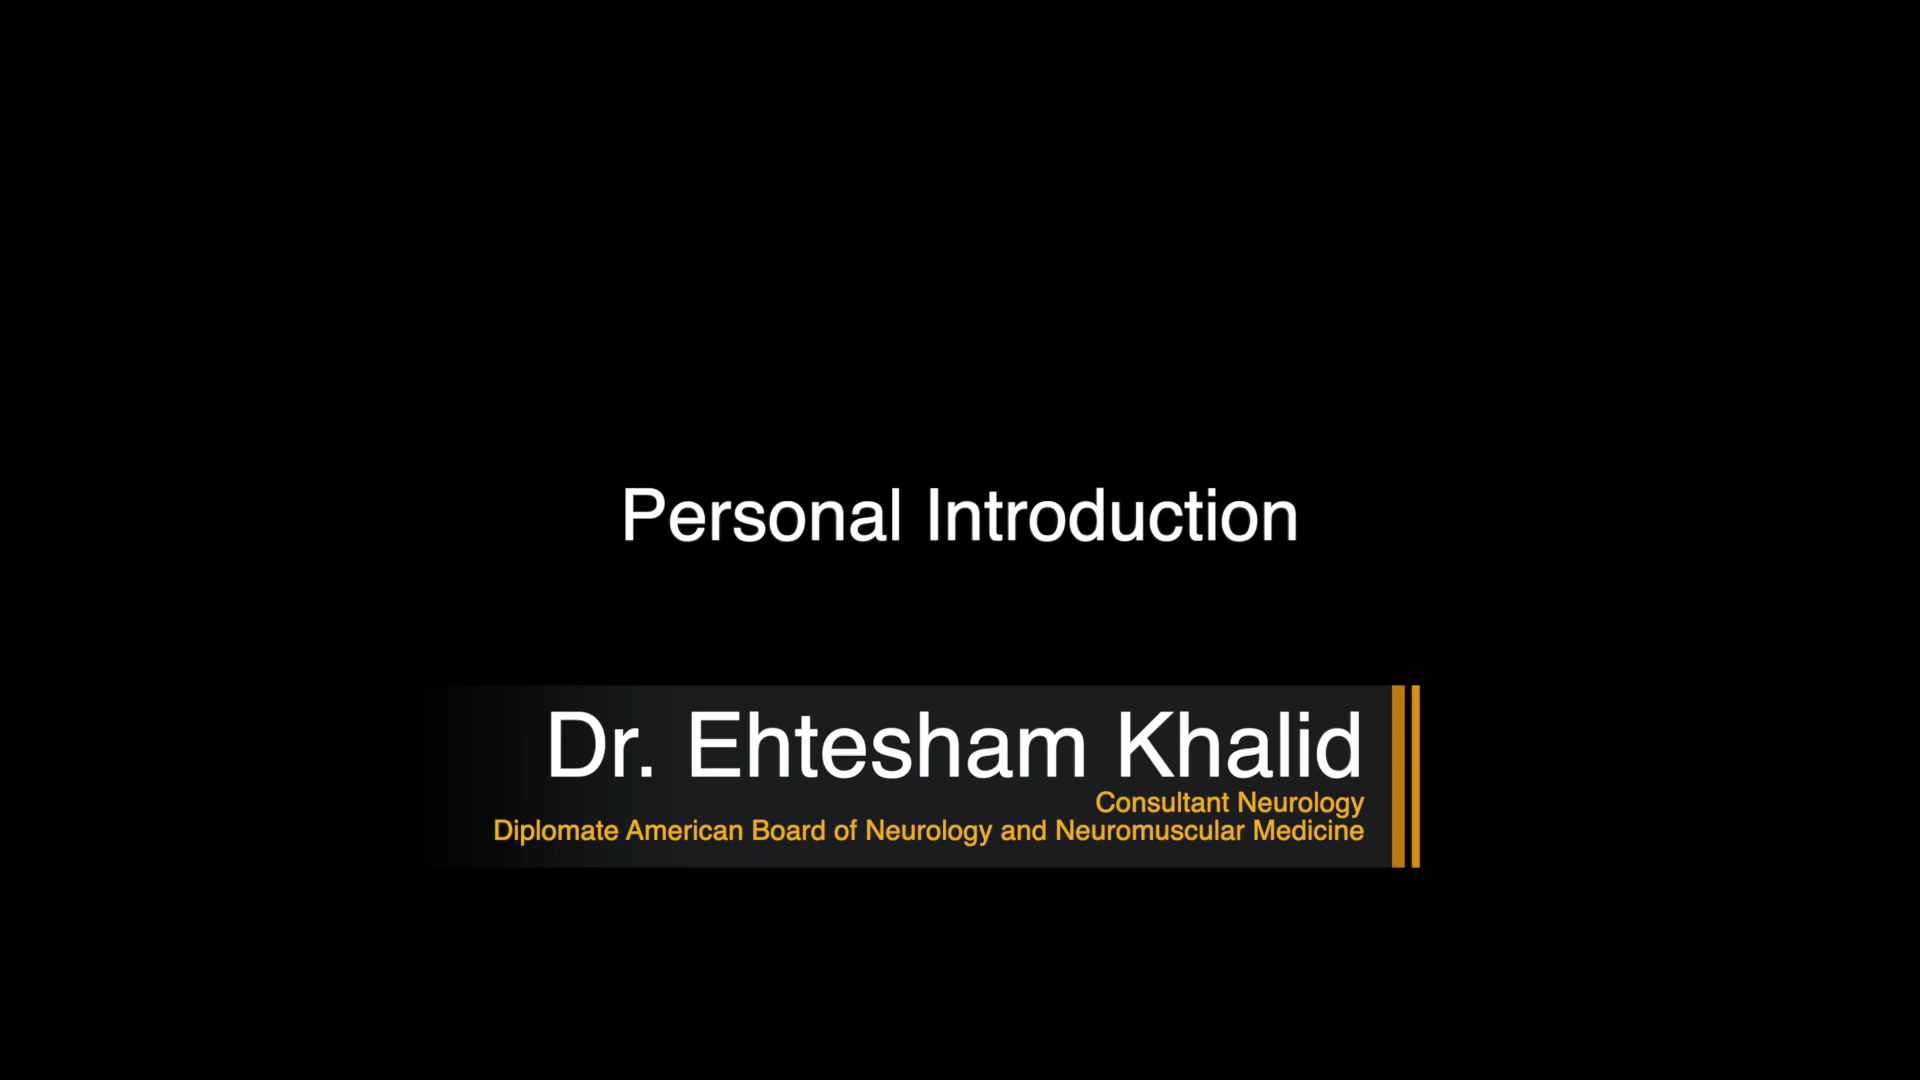 Personal Introduction
Dr. Ehtesham Khalid
Consultant Neurology
Diplomate American Board of Neurology and Neuromuscular Medicine